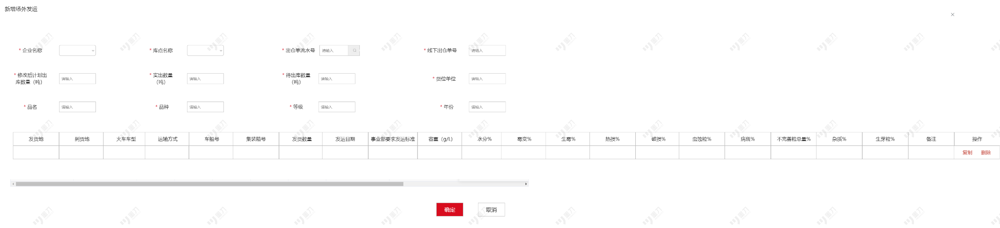 新增场外发运
×
* 企业名称
* 库点名称
* 出仓单流水号 请输入
* 线下出仓单号 请输入
* 修改后计划出
库数量（吨） 请输入
* 实出数量
（吨） 请输入
* 待出库数量
（吨） 请输入
* 货位单位 请输入
* 品名 请输入
* 品种 请输入
* 等级 请输入
* 年份 请输入
发货地 到货地 火车车型 运输方式 车船号 集装箱号 发货数量 发运日期 事业部要求发运标准 容重（g/L） 水分% 霉变% 生霉% 热损% 破损% 虫蚀粒% 病斑% 不完善粒总量% 杂质% 生芽粒% 备注 操作
复制 删除
确定 取消
墨刀